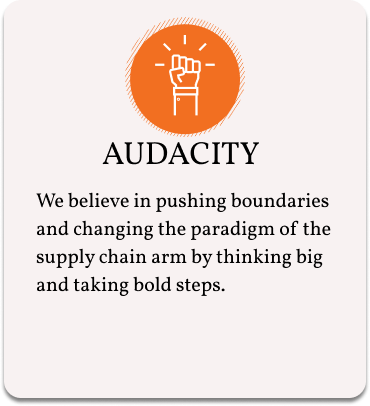 AUDACITY
We believe in pushing boundaries
and changing the paradigm of the
supply chain arm by thinking big
and taking bold steps.